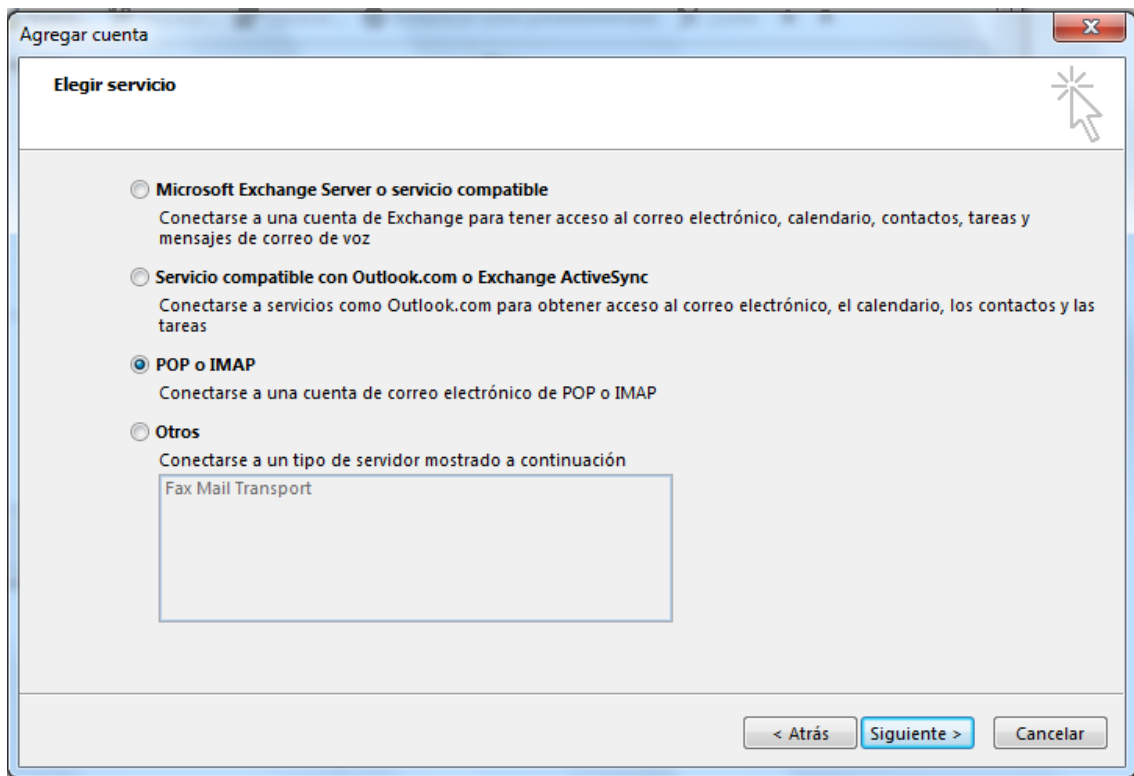 Agregar cuenta
Elegir servicio
Microsoft Exchange Server o servicio compatible
Conectarse a una cuenta de Exchange para tener acceso al correo electrónico, calendario, contactos, tareas y
mensajes de correo de voz
Servicio compatible con Outlook.com o Exchange ActiveSync
Conectarse a servicios como Outlook.com para obtener acceso al correo electrónico, el calendario, los contactos y las
tareas
POP o IMAP
Conectarse a una cuenta de correo electrónico de POP o IMAP
Otros
Conectarse a un tipo de servidor mostrado a continuación
Fax Mail Transport
< Atrás
Siguiente >
Cancelar